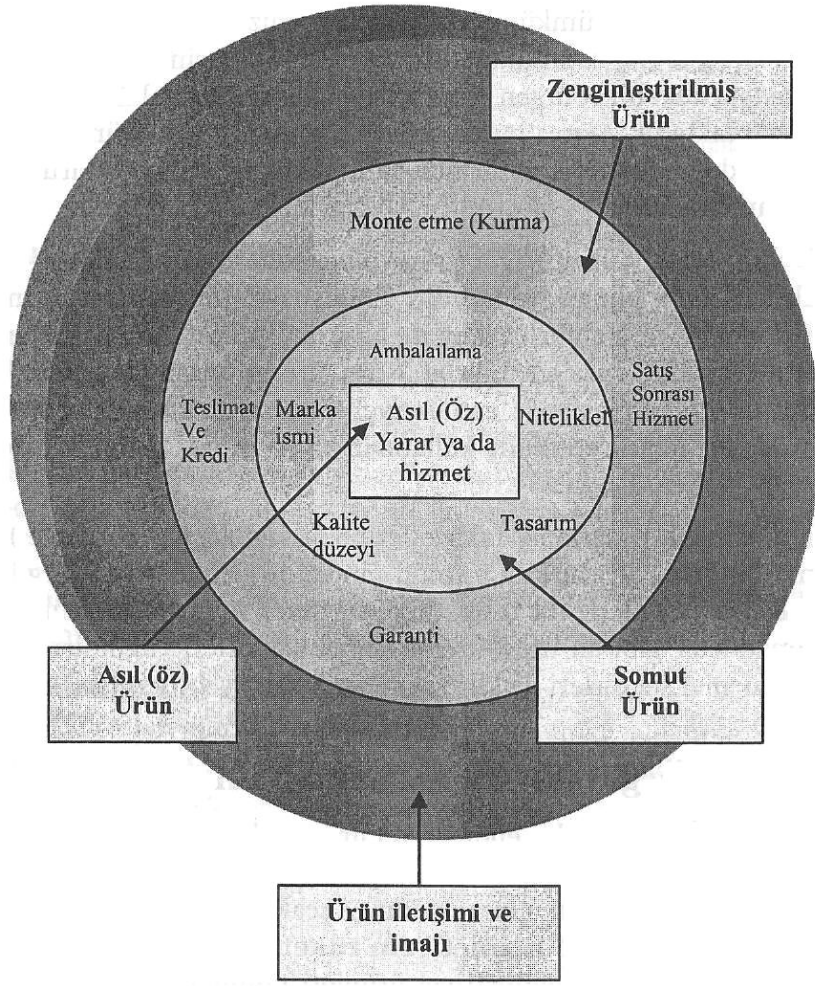 Zenginleştirilmiş
Ürün
Monte etme (Kurma)
Ambalailama
Satış
Sonrası
Hizmet
Teslimat
Ve
Kredi
Marka
ismi
Asıl (Öz)
Yarar ya da
hizmet
Nitelikler
Kalite
düzeyi
Tasarım
Garanti
Asıl (öz)
Ürün
Somut
Ürün
Ürün iletişimi ve
imajı